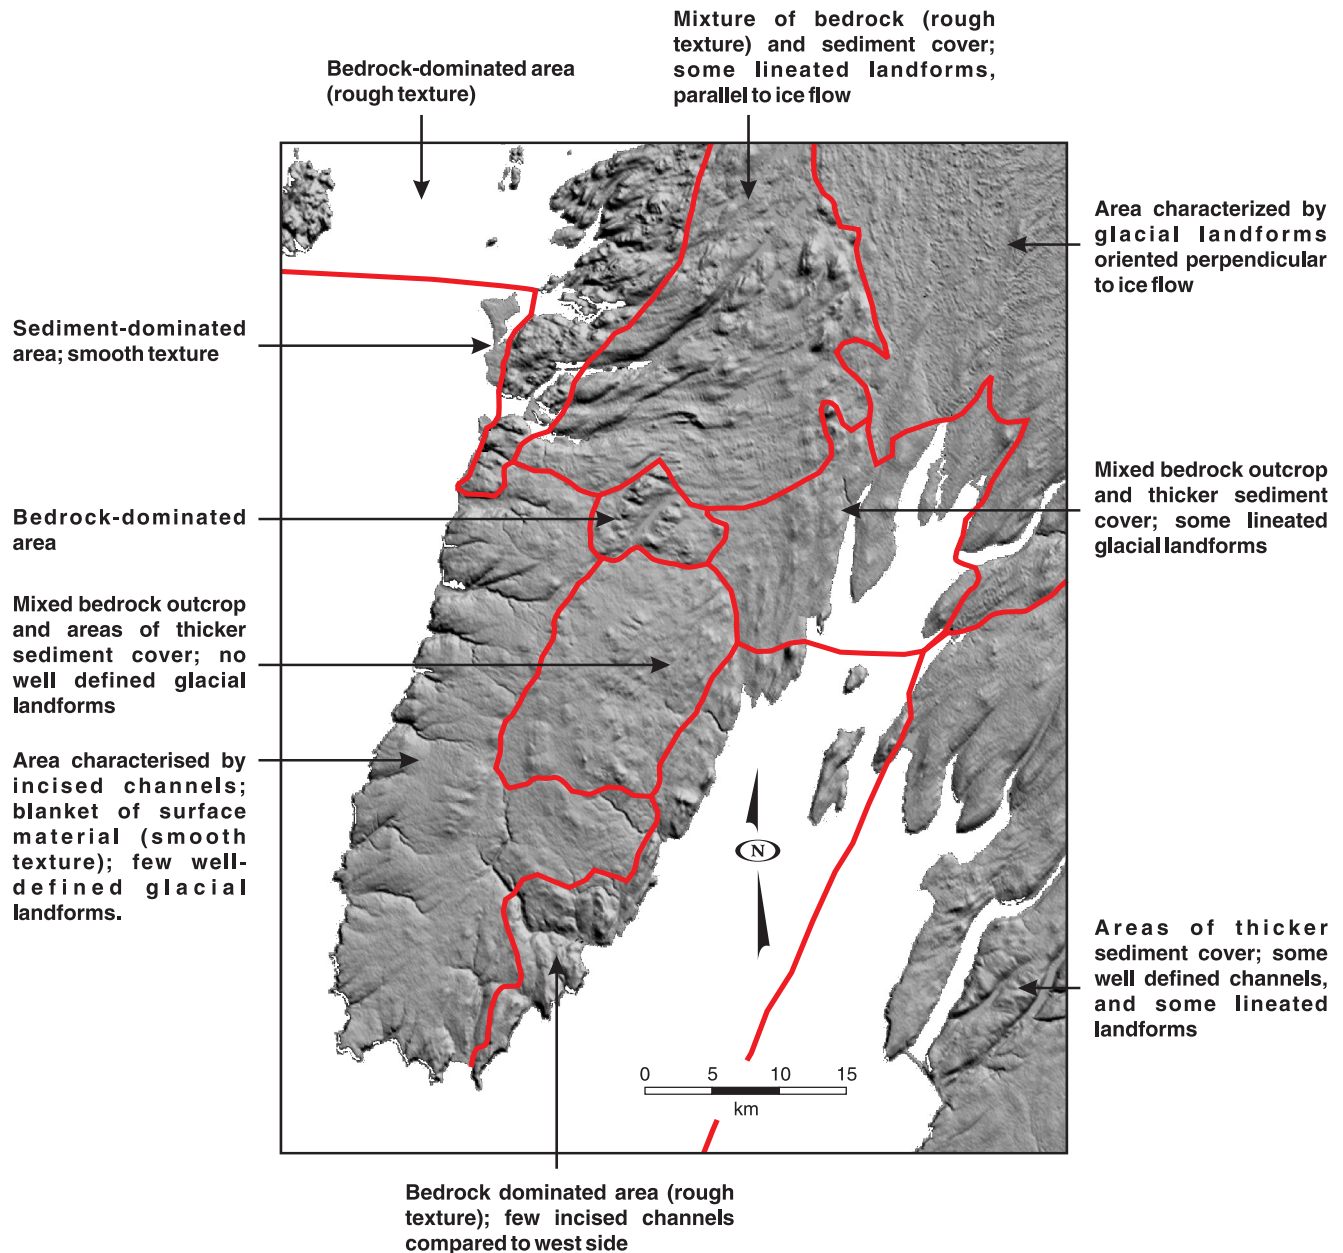 Mixture of bedrock (rough
texture) and sediment cover;
some lineated landforms,
parallel to ice flow
Bedrock-dominated area
(rough texture)
Area characterized by
glacial landforms
oriented perpendicular
to ice flow
Sediment-dominated
area; smooth texture
Mixed bedrock outcrop
and thicker sediment
cover; some lineated
glacial landforms
Bedrock-dominated
area
Mixed bedrock outcrop
and areas of thicker
sediment cover; no
well defined glacial
landforms
Area characterised by
incised channels;
blanket of surface
material (smooth
texture); few well-
defined glacial
landforms.
N
Areas of thicker
sediment cover; some
well defined channels,
and some lineated
landforms
0 5 10 15
km
Bedrock dominated area (rough
texture); few incised channels
compared to west side